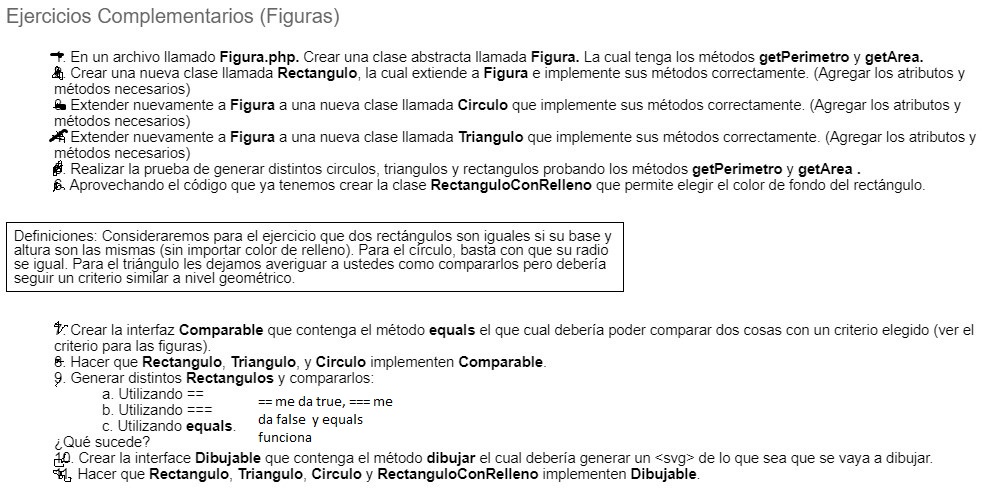 Ejercicios Complementarios (Figuras)
1. En un archivo llamado Figura.php. Crear una clase abstracta llamada Figura. La cual tenga los métodos getPerimetro y getArea.
2. Crear una nueva clase llamada Rectangulo, la cual extiende a Figura e implemente sus métodos correctamente. (Agregar los atributos y
métodos necesarios)
3. Extender nuevamente a Figura a una nueva clase llamada Circulo que implemente sus métodos correctamente. (Agregar los atributos y
métodos necesarios)
4. Extender nuevamente a Figura a una nueva clase llamada Triangulo que implemente sus métodos correctamente. (Agregar los atributos y
métodos necesarios)
5. Realizar la prueba de generar distintos circulos, triangulos y rectangulos probando los métodos getPerimetro y getArea .
6. Aprovechando el código que ya tenemos crear la clase RectanguloConRelleno que permite elegir el color de fondo del rectángulo.
Definiciones: Consideraremos para el ejercicio que dos rectángulos son iguales si su base y
altura son las mismas (sin importar color de relleno). Para el círculo, basta con que su radio
se igual. Para el triángulo les dejamos averiguar a ustedes como compararlos pero debería
seguir un criterio similar a nivel geométrico.
7. Crear la interfaz Comparable que contenga el método equals el que cual debería poder comparar dos cosas con un criterio elegido (ver el
criterio para las figuras).
8. Hacer que Rectangulo, Triangulo, y Circulo implementen Comparable.
9. Generar distintos Rectangulos y compararlos:
a. Utilizando ==
b. Utilizando ===
c. Utilizando equals.
== me da true, === me
da false y equals
funciona
¿Qué sucede?
10. Crear la interface Dibujable que contenga el método dibujar el cual debería generar un <svg> de lo que sea que se vaya a dibujar.
11. Hacer que Rectangulo, Triangulo, Circulo y RectanguloConRelleno implementen Dibujable.